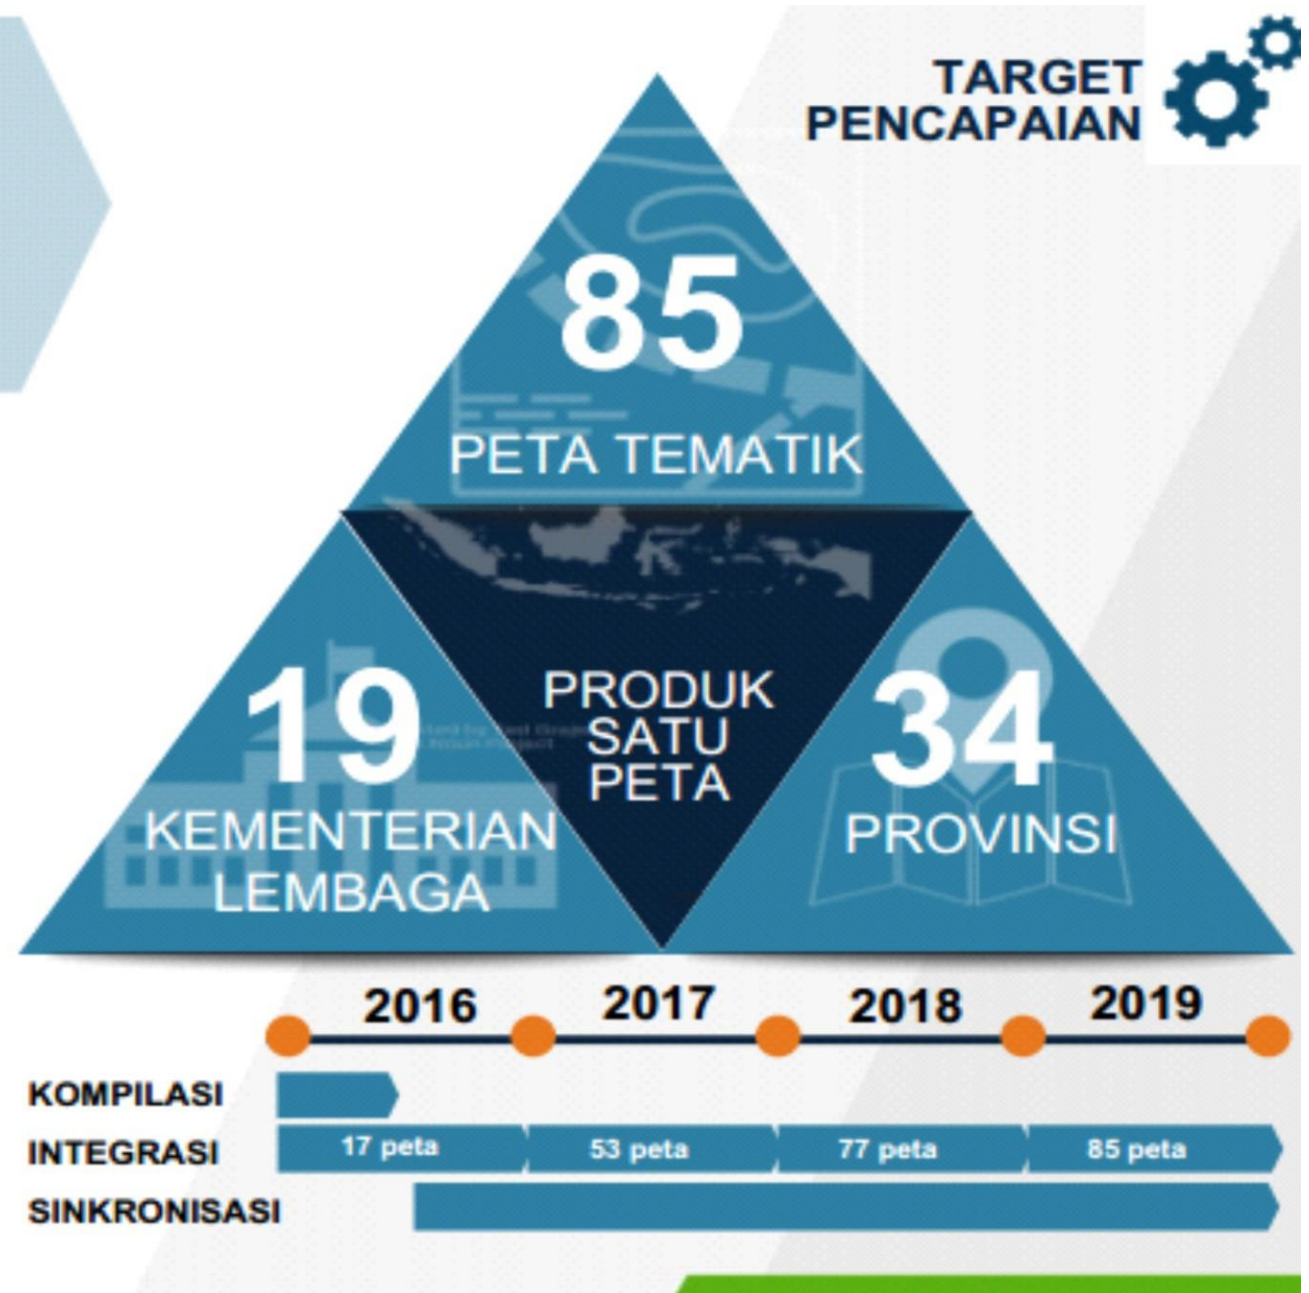 TARGET
PENCAPAIAN
85
PETA TEMATIK
19
KEMENTERIAN
LEMBAGA
PRODUK
SATU
PETA
34
PROVINSI
2016 2017 2018 2019
KOMPILASI
INTEGRASI 17 peta 53 peta 77 peta 85 peta
SINKRONISASI